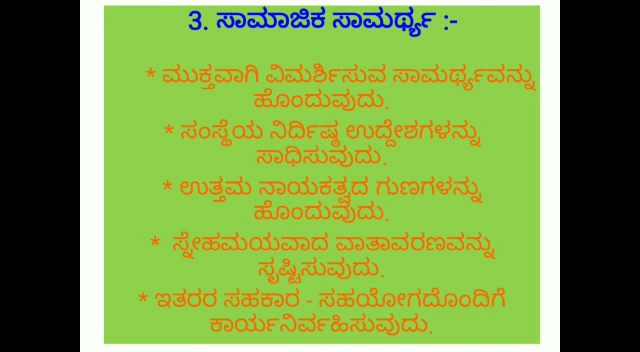 3. ಸಾಮಾಜಿಕ ಸಾಮರ್ಥ್ಯ :-
* ಮುಕ್ತವಾಗಿ ವಿಮರ್ಶಿಸುವ ಸಾಮರ್ಥ್ಯವನ್ನು
ಹೊಂದುವುದು.
* ಸಂಸ್ಥೆಯ ನಿರ್ದಿಷ್ಠ ಉದ್ದೇಶಗಳನ್ನು
ಸಾಧಿಸುವುದು.
* ಉತ್ತಮ ನಾಯಕತ್ವದ ಗುಣಗಳನ್ನು
ಹೊಂದುವುದು.
* ಸ್ನೇಹಮಯವಾದ ವಾತಾವರಣವನ್ನು
ಸೃಷ್ಟಿಸುವುದು.
* ಇತರರ ಸಹಕಾರ - ಸಹಯೋಗದೊಂದಿಗೆ
ಕಾರ್ಯನಿರ್ವಹಿಸುವುದು.